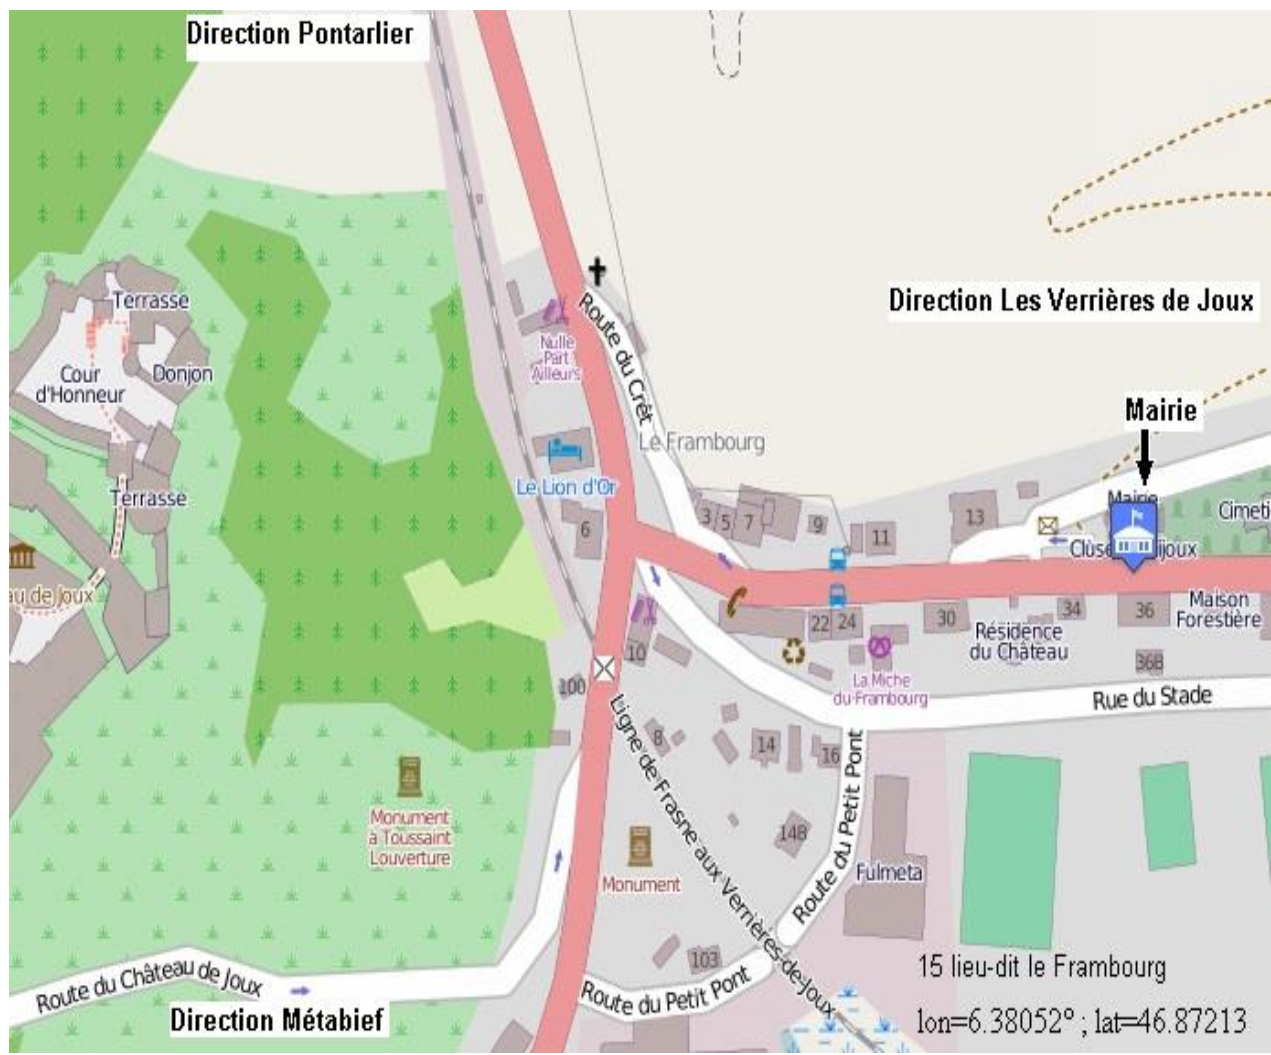 Direction Pontarlier
Terrasse
Route du Crêt
Direction Les Verrières de Joux
Nulle
Part
Ailleurs
Cour
d'Honneur
Donjon
Mairie
Le Frambourg
Terrasse
Le Lion d'Or
6
3
5
7
9
11
13
Mairie
Cimeti
au de Joux
10
22
24
30
34
36
Maison
Forestière
Résidence
du Château
36B
La Miche
du Frambourg
Rue du Stade
100
8
14
16
Ligne de Frasne aux Verrières-de-Joux
Route du Petit Pont
Monument
à Toussaint
Louverture
14B
Monument
Fulmeta
103
Route du Petit Pont
Route du Château de Joux
Direction Métabief
15 lieu-dit le Frambourg
lon=6.38052° ; lat=46.87213